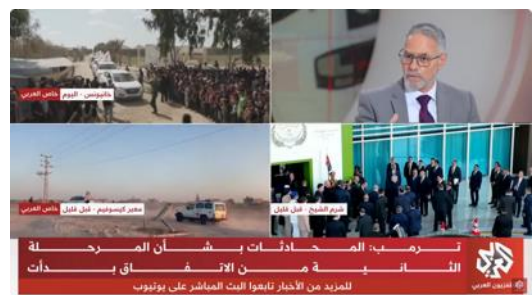 خاص العربي
خانيونس - اليوم
خاص العربي
معبر كيسوفيم - قبل قليل
شرم الشيخ - قبل قليل
ترمب: المحادثات بشأن المرحلة
الثانية من الاتفاق بدأت
للمزيد من الأخبار تابعوا البث المباشر على يوتيوب
العربي
تلفزيون العربي